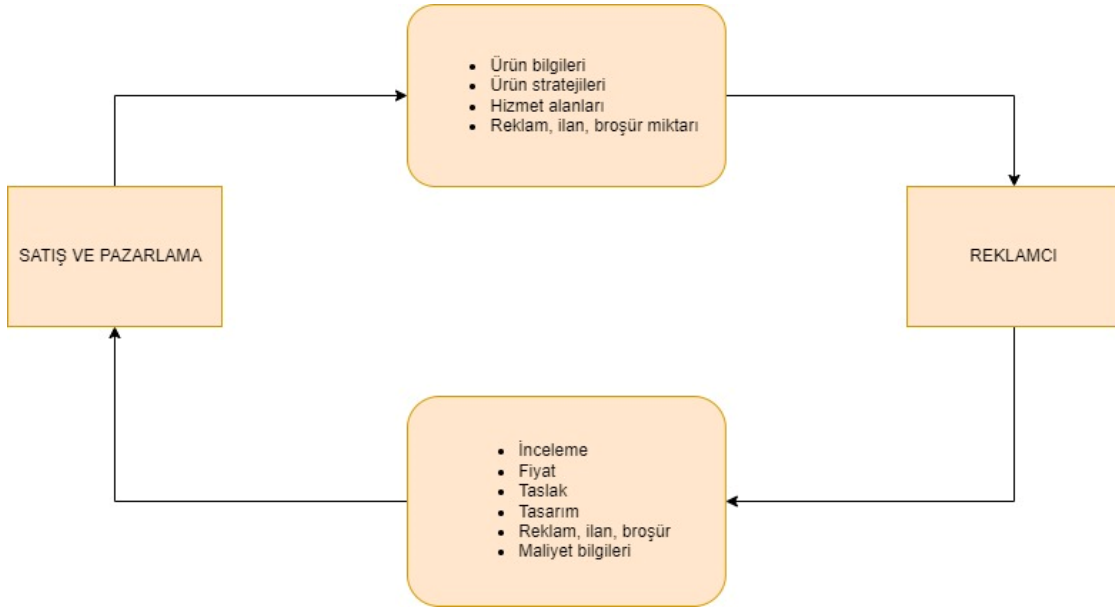 Ürün bilgileri
Ürün stratejileri
Hizmet alanları
Reklam, ilan, broşür miktarı
SATIŞ VE PAZARLAMA
REKLAMCI
İnceleme
Fiyat
Taslak
Tasarım
Reklam, ilan, broşür
Maliyet bilgileri